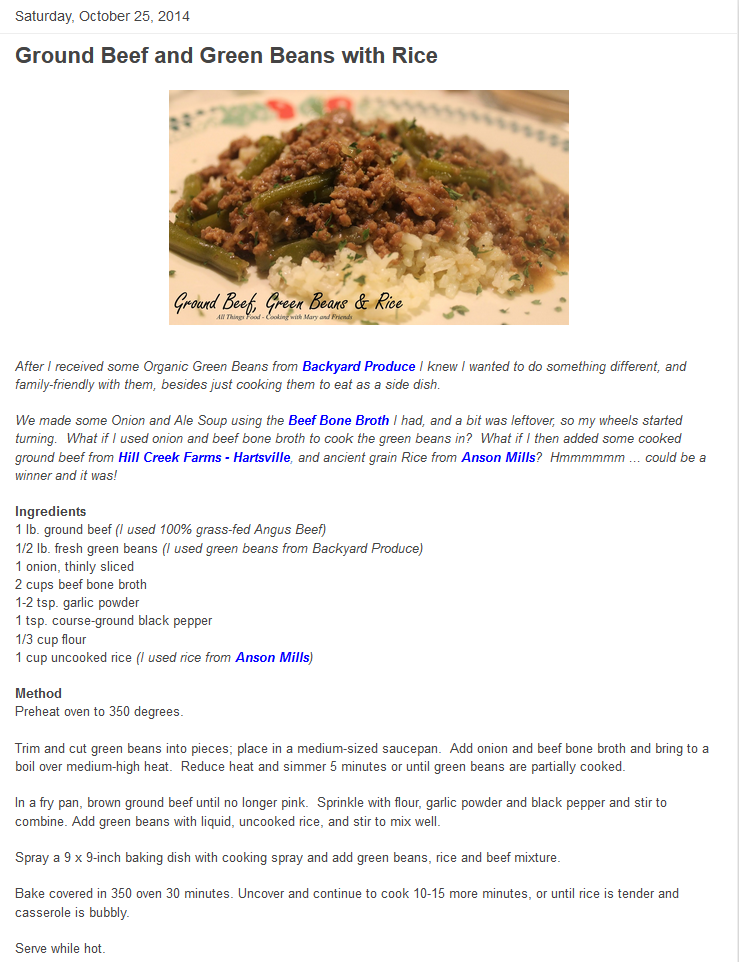 Saturday, October 25, 2014
Ground Beef and Green Beans with Rice
Ground Beef, Green Beans & Rice
All Things Food - Cooking with Mary and Friends
After I received some Organic Green Beans from Backyard Produce I knew I wanted to do something different, and
family-friendly with them, besides just cooking them to eat as a side dish.
We made some Onion and Ale Soup using the Beef Bone Broth I had, and a bit was leftover, so my wheels started
turning.  What if I used onion and beef bone broth to cook the green beans in?  What if I then added some cooked
ground beef from Hill Creek Farms - Hartsville, and ancient grain Rice from Anson Mills?  Hmmmmmm ... could be a
winner and it was!
Ingredients
1 lb. ground beef (I used 100% grass-fed Angus Beef)
1/2 lb. fresh green beans (I used green beans from Backyard Produce)
1 onion, thinly sliced
2 cups beef bone broth
1-2 tsp. garlic powder
1 tsp. course-ground black pepper
1/3 cup flour
1 cup uncooked rice (I used rice from Anson Mills)
Method
Preheat oven to 350 degrees.
Trim and cut green beans into pieces; place in a medium-sized saucepan.  Add onion and beef bone broth and bring to a
boil over medium-high heat.  Reduce heat and simmer 5 minutes or until green beans are partially cooked.
In a fry pan, brown ground beef until no longer pink.  Sprinkle with flour, garlic powder and black pepper and stir to
combine. Add green beans with liquid, uncooked rice, and stir to mix well.
Spray a 9 x 9-inch baking dish with cooking spray and add green beans, rice and beef mixture.
Bake covered in 350 oven 30 minutes. Uncover and continue to cook 10-15 more minutes, or until rice is tender and
casserole is bubbly.
Serve while hot.